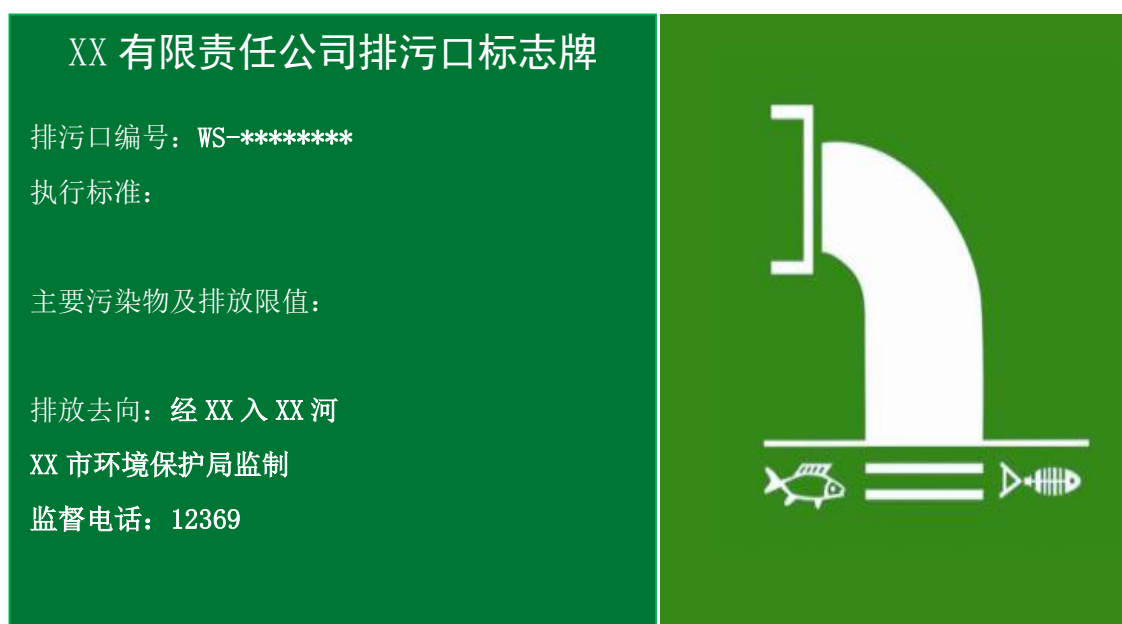 XX 有限责任公司排污口标志牌
排污口编号：WS-********
执行标准：
主要污染物及排放限值：
排放去向：经 XX 入 XX 河
XX 市环境保护局监制
监督电话：12369